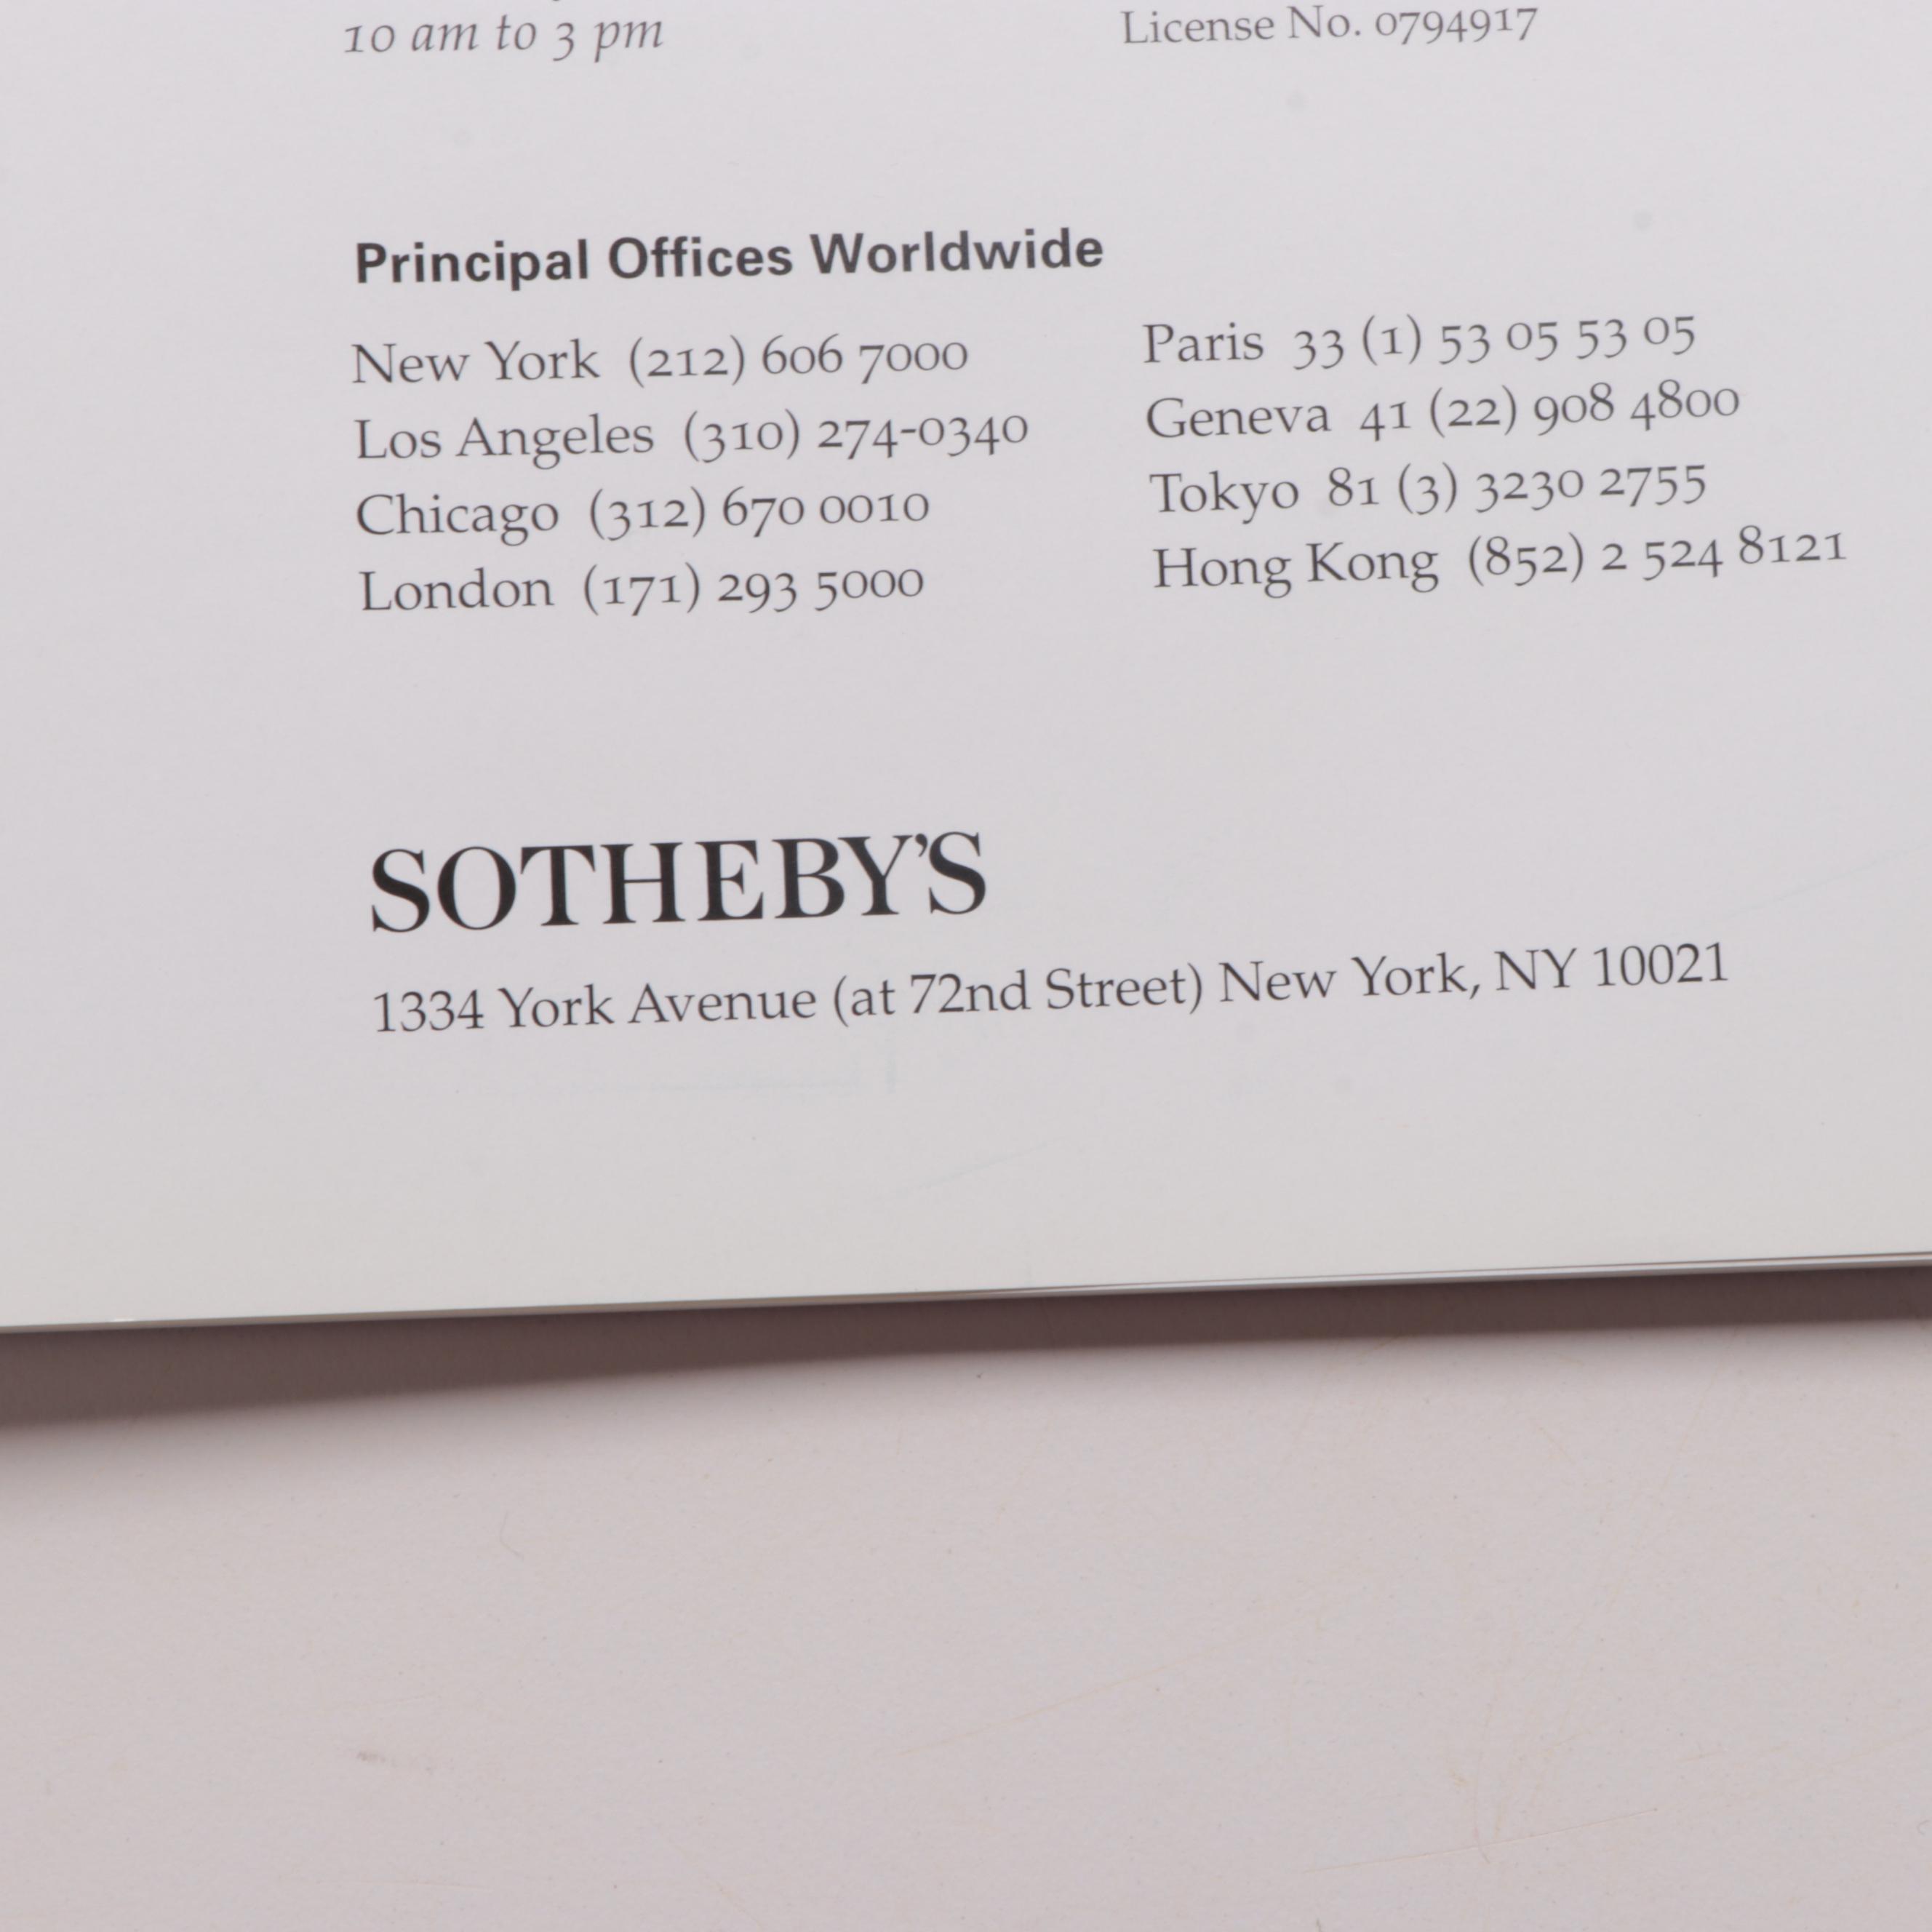 10 am to 3 pm
License No. 0794917
Principal Offices Worldwide
New York (212) 606 7000
Los Angeles (310) 274-0340
Chicago (312) 670 0010
London (171) 293 5000
Paris 33 (1) 53 05 53 05
Geneva 41 (22) 908 4800
Tokyo 81 (3) 3230 2755
Hong Kong (852) 2 524 8121
SOTHEBY'S
1334 York Avenue (at 72nd Street) New York, NY 10021